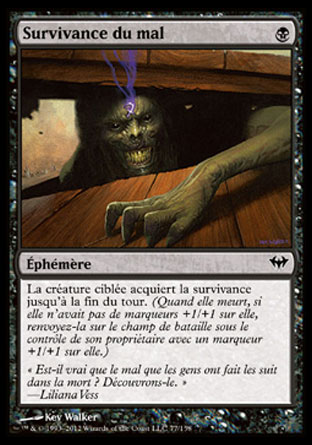 Survivance du mal
Éphémère
La créature ciblée acquiert la survivance
jusqu'à la fin du tour. (Quand elle meurt, si
elle n'avait pas de marqueurs +1/+1 sur elle,
renvoyez-la sur le champ de bataille sous le
contrôle de son propriétaire avec un marqueur
+1/+1 sur elle.)
« Est-il vrai que le mal que les gens ont fait les suit
dans la mort ? Découvrons-le. »
—Liliana Vess
Kev Walker
™ & © 1993–2012 Wizards of the Coast LLC 77/158